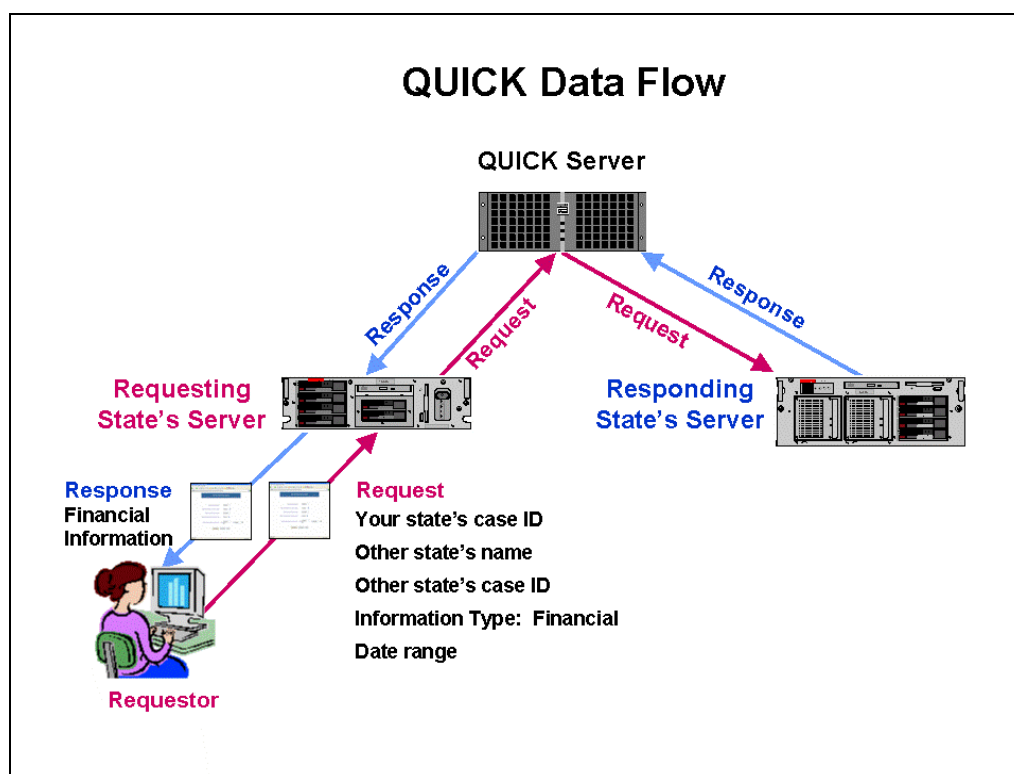 QUICK Data Flow
QUICK Server
Response
Request
Request
Response
Requesting
State's Server
Responding
State's Server
Response
Financial
Information
Request
Your state's case ID
Other state's name
Other state's case ID
Information Type:  Financial
Date range
Requestor